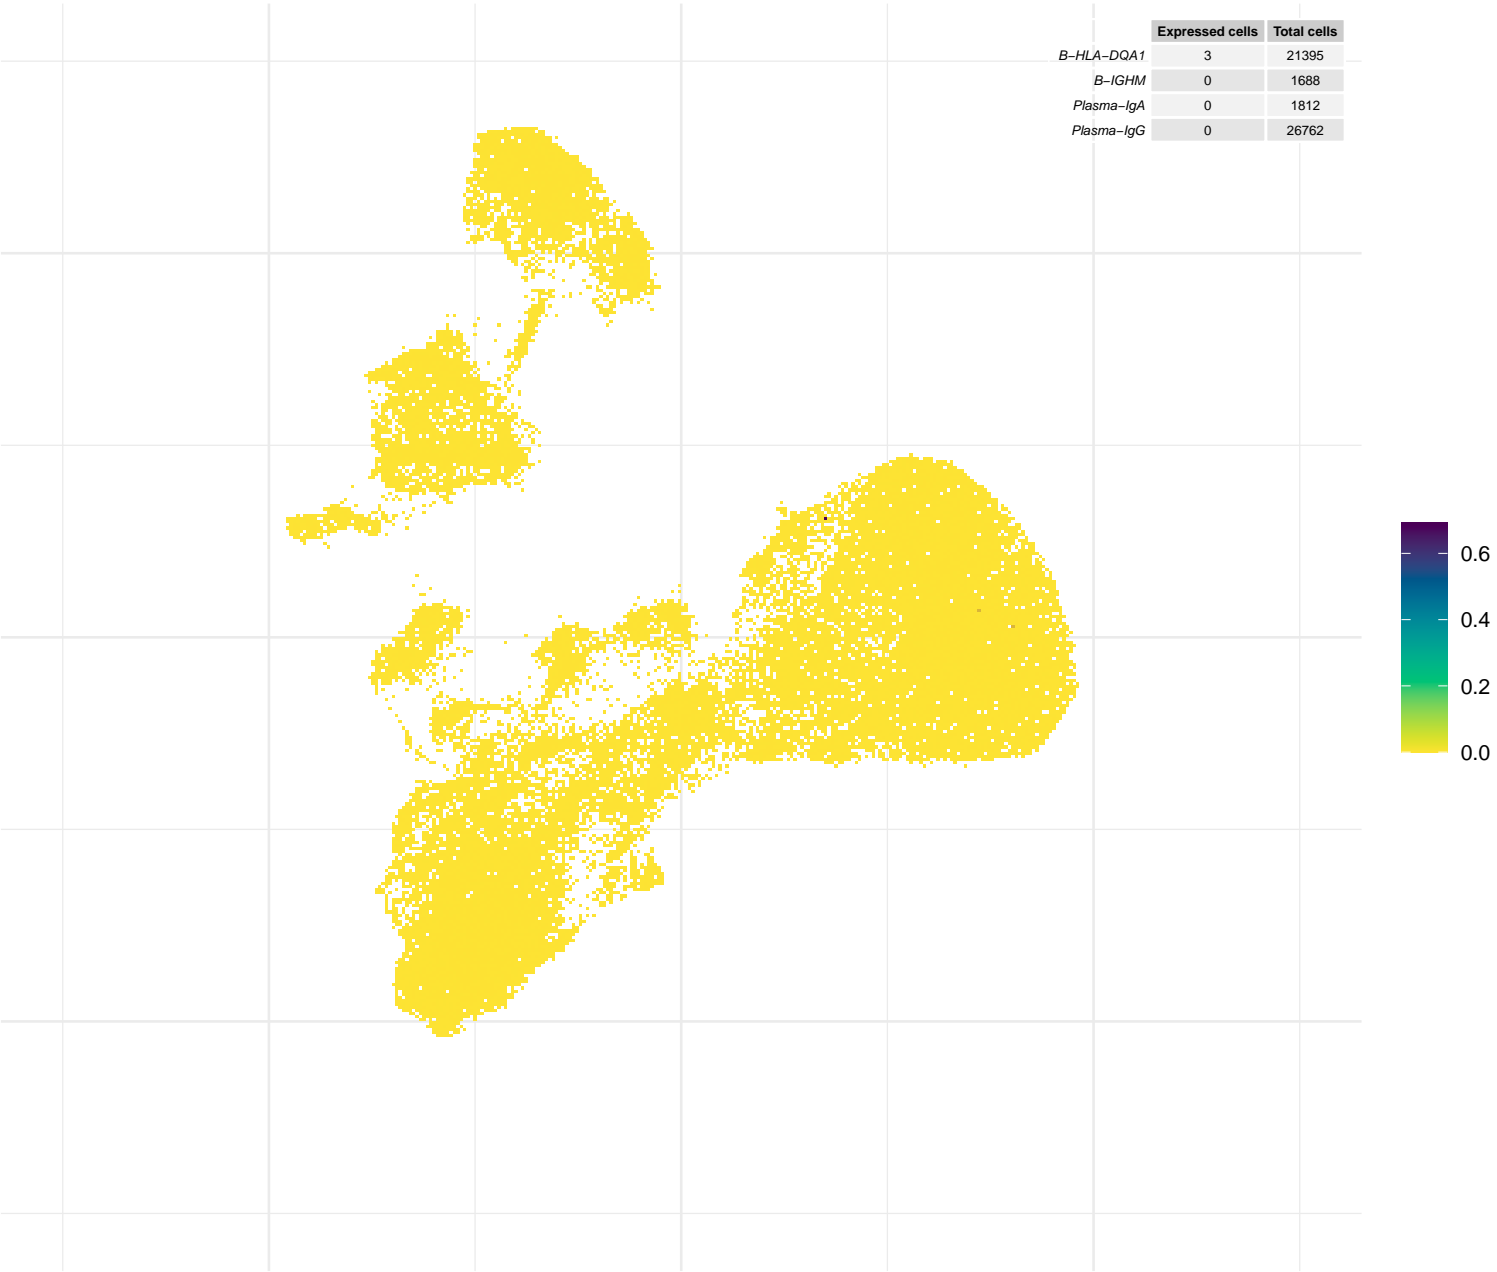 Expressed cells Total cells
B−HLA−DQA1 3 21395
B−IGHM 0 1688
Plasma−IgA 0 1812
Plasma−IgG 0 26762
0.6
0.4
0.2
0.0